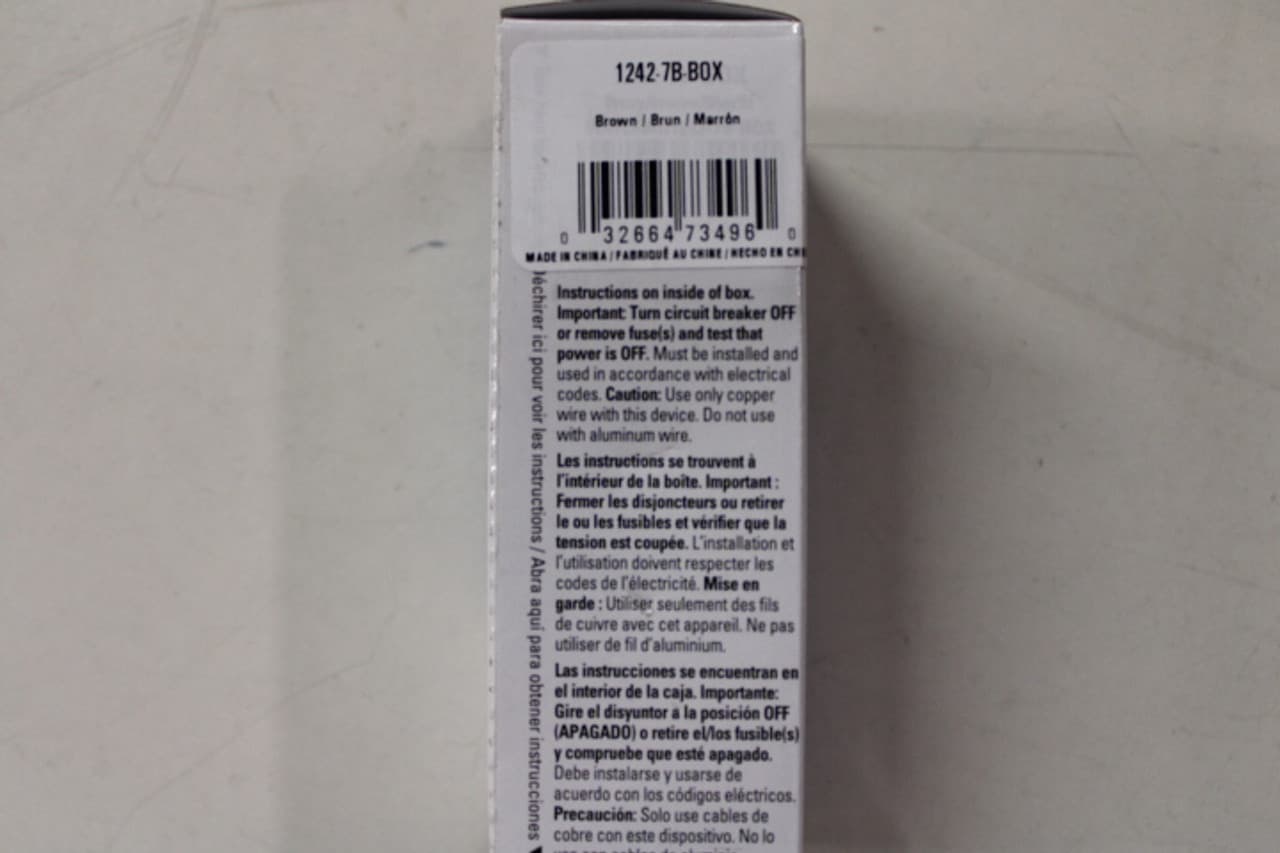 1242-7B-BOX
Brown / Brun / Marrón
0 32664 73496 0
MADE IN CHINA / FABRIQUÉ AU CHINE / HECHO EN CHI
Déchirer ici pour voir les instructions / Abra aquí para obtener instrucciones
Instructions on inside of box.
Important: Turn circuit breaker OFF
or remove fuse(s) and test that
power is OFF. Must be installed and
used in accordance with electrical
codes. Caution: Use only copper
wire with this device. Do not use
with aluminum wire.
Les instructions se trouvent à
l'intérieur de la boîte. Important :
Fermer les disjoncteurs ou retirer
le ou les fusibles et vérifier que la
tension est coupée. L'installation et
l'utilisation doivent respecter les
codes de l'électricité. Mise en
garde : Utiliser seulement des fils
de cuivre avec cet appareil. Ne pas
utiliser de fil d'aluminium.
Las instrucciones se encuentran en
el interior de la caja. Importante:
Gire el disyuntor a la posición OFF
(APAGADO) o retire el/los fusible(s)
y compruebe que esté apagado.
Debe instalarse y usarse de
acuerdo con los códigos eléctricos.
Precaución: Solo use cables de
cobre con este dispositivo. No lo